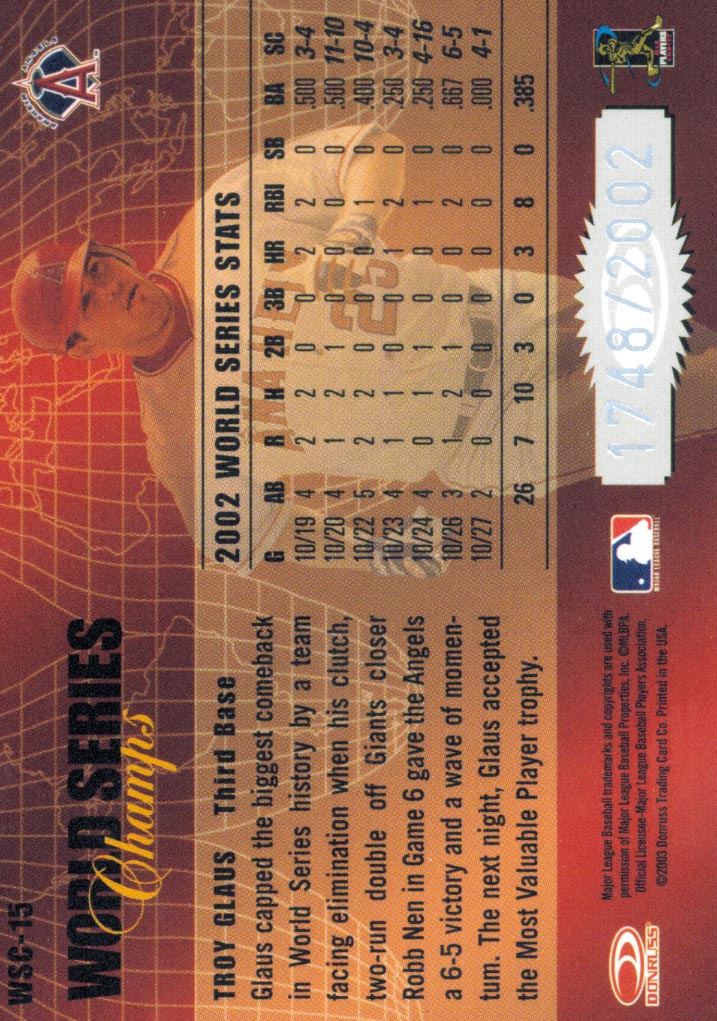 WSC-15
WORLD SERIES
Champs
TROY GLAUS Third Base
Glaus capped the biggest comeback
in World Series history by a team
facing elimination when his clutch,
two-run double off Giants closer
Robb Nen in Game 6 gave the Angels
a 6-5 victory and a wave of momen-
tum. The next night, Glaus accepted
the Most Valuable Player trophy.
2002 WORLD SERIES STATS
G AB R H 2B 3B HR RBI SB BA SC
10/19 4 2 2 0 0 2 2 0 .500 3-4
10/20 4 1 2 1 0 0 0 0 .500 11-10
10/22 5 2 2 0 0 0 1 0 .400 10-4
10/23 4 1 1 0 0 1 2 0 .250 3-4
10/24 4 0 1 1 0 0 1 0 .250 4-16
10/26 3 1 2 1 0 0 2 0 .667 6-5
10/27 2 0 0 0 0 0 0 0 .000 4-1
26 7 10 3 0 3 8 0 .385
A
ANAHEIM ANGELS
A
25
DONRUSS
Major League Baseball trademarks and copyrights are used with
permission of Major League Baseball Properties, Inc. ©MLBPA
Official Licensee-Major League Baseball Players Association.
©2003 Donruss Trading Card Co. Printed in the USA.
MAJOR LEAGUE BASEBALL
1748/2002
PLAYERS